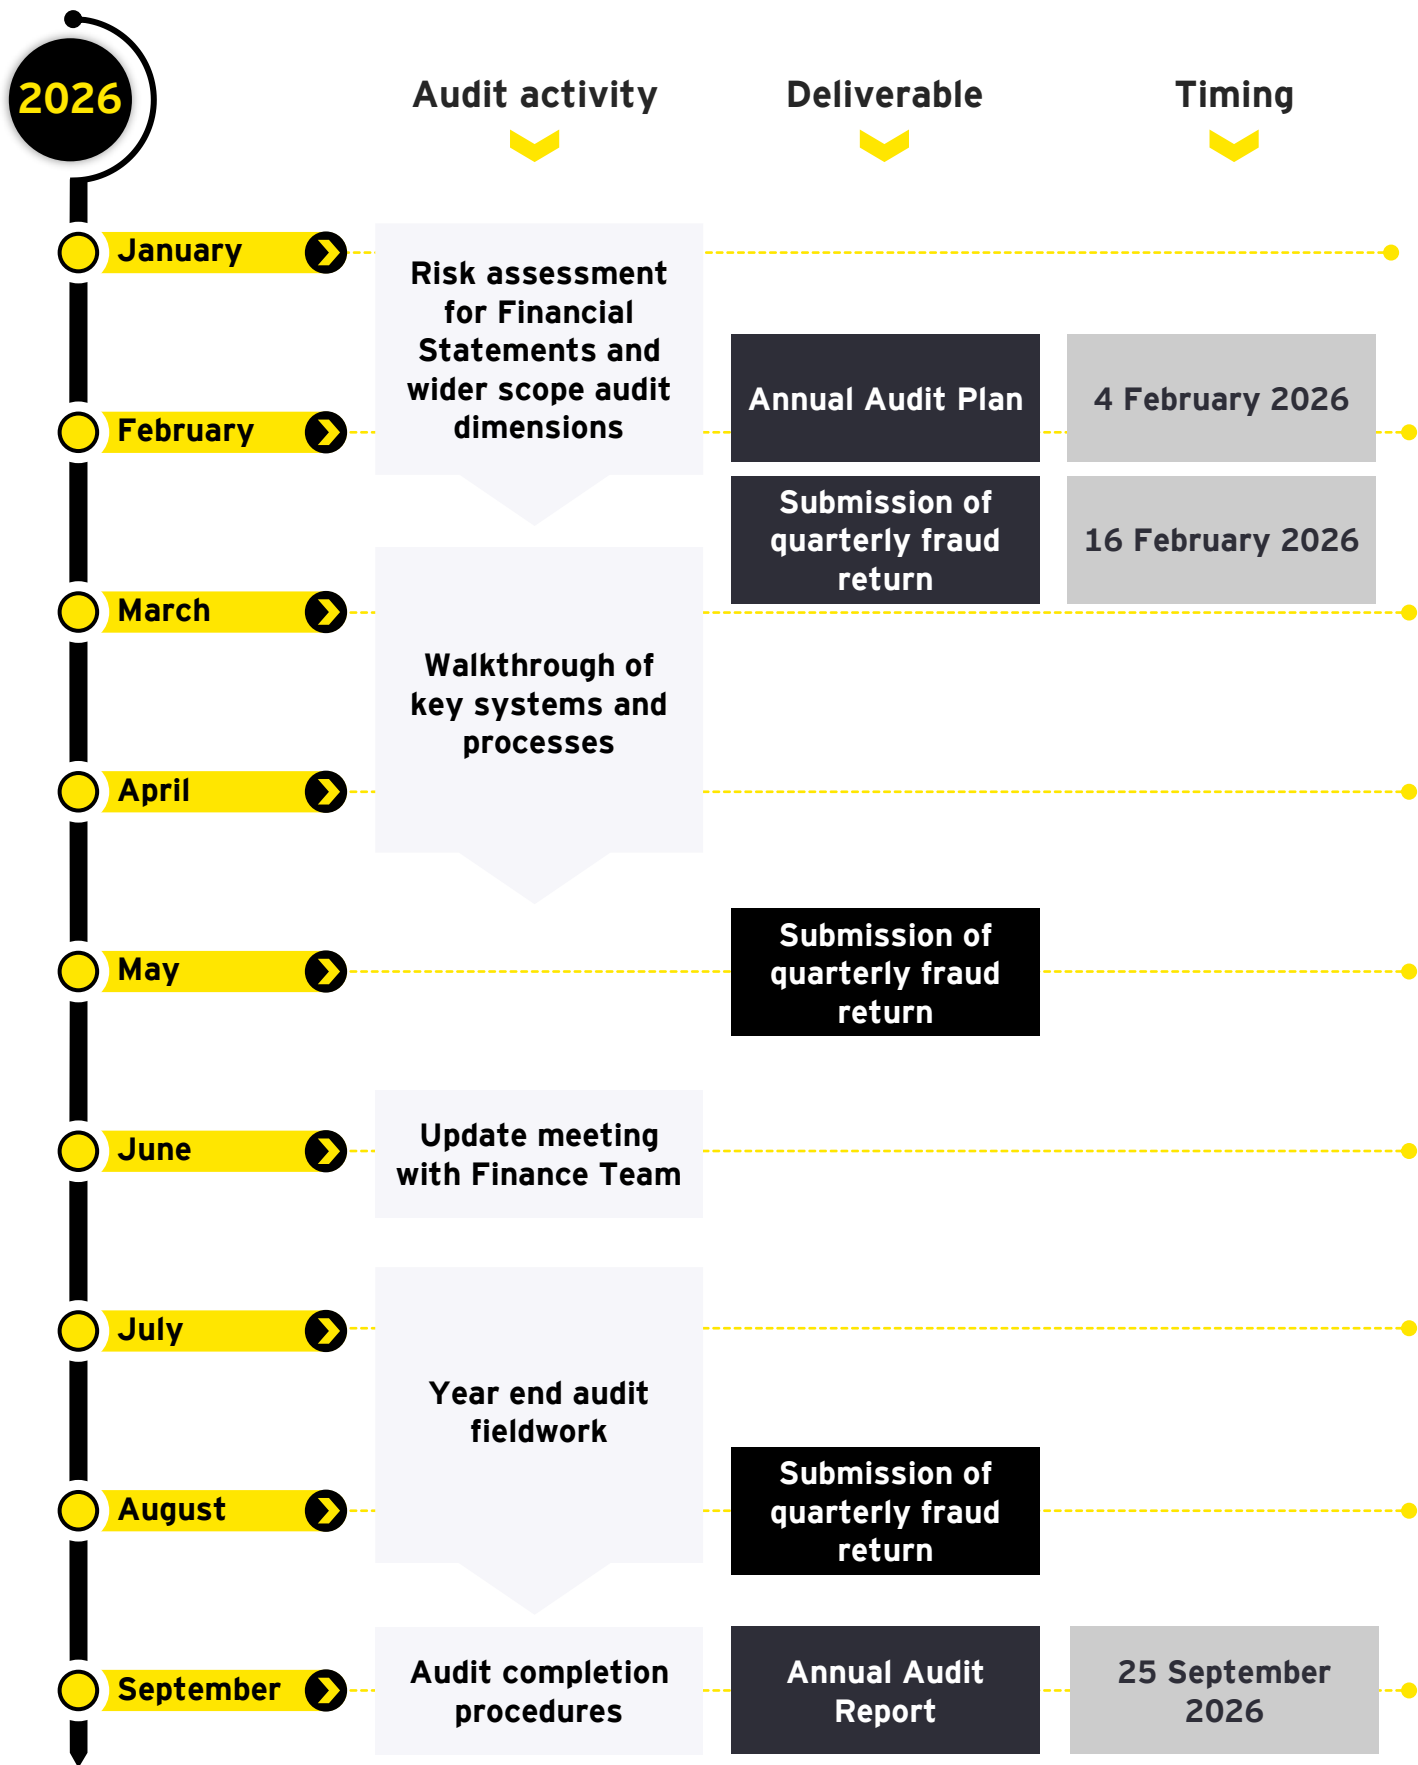 2026
Audit activity
Deliverable
Timing
January
Risk assessment
for Financial
Statements and
wider scope audit
dimensions
February
Annual Audit Plan
4 February 2026
Submission of
quarterly fraud
return
16 February 2026
March
Walkthrough of
key systems and
processes
April
May
Submission of
quarterly fraud
return
June
Update meeting
with Finance Team
July
Year end audit
fieldwork
August
Submission of
quarterly fraud
return
September
Audit completion
procedures
Annual Audit
Report
25 September
2026